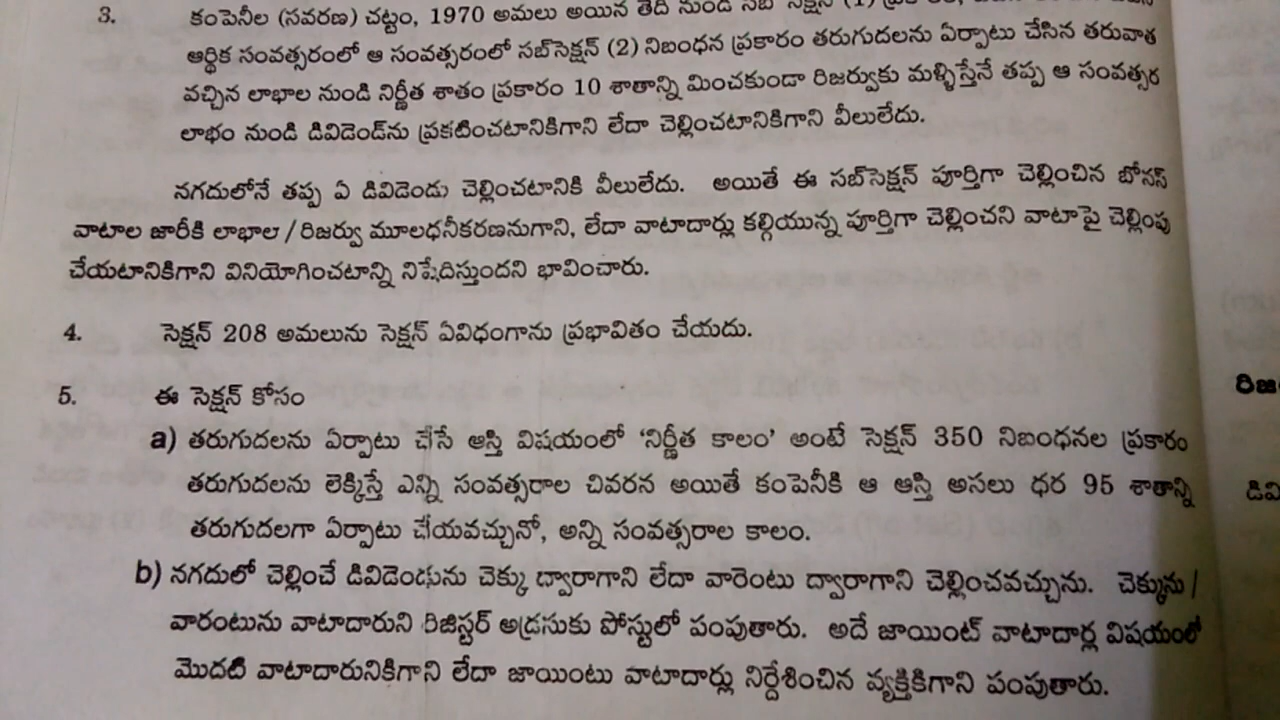 3. కంపెనీల (సవరణ) చట్టం, 1970 అమలు అయిన తేది నుండి సబ్ సెక్షన్ (1)
ఆర్థిక సంవత్సరంలో ఆ సంవత్సరంలో సబ్‌సెక్షన్ (2) నిబంధన ప్రకారం తరుగుదలను ఏర్పాటు చేసిన తరువాత
వచ్చిన లాభాల నుండి నిర్ణీత శాతం ప్రకారం 10 శాతాన్ని మించకుండా రిజర్వుకు మళ్ళిస్తేనే తప్ప ఆ సంవత్సర
లాభం నుండి డివిడెండ్‌ను ప్రకటించటానికిగాని లేదా చెల్లించటానికిగాని వీలులేదు.
నగదులోనే తప్ప ఏ డివిడెండు చెల్లించటానికి వీలులేదు. అయితే ఈ సబ్‌సెక్షన్ పూర్తిగా చెల్లించిన బోనస్
వాటాల జారీకి లాభాల / రిజర్వు మూలధనీకరణనుగాని, లేదా వాటాదార్లు కల్గియున్న పూర్తిగా చెల్లించని వాటాపై చెల్లింపు
చేయటానికిగాని వినియోగించటాన్ని నిషేదిస్తుందని భావించారు.
4. సెక్షన్ 208 అమలును సెక్షన్ ఏవిధంగాను ప్రభావితం చేయదు.
5. ఈ సెక్షన్ కోసం
a) తరుగుదలను ఏర్పాటు చేసే ఆస్తి విషయంలో 'నిర్ణీత కాలం' అంటే సెక్షన్ 350 నిబంధనల ప్రకారం
తరుగుదలను లెక్కిస్తే ఎన్ని సంవత్సరాల చివరన అయితే కంపెనీకి ఆ ఆస్తి అసలు ధర 95 శాతాన్ని
తరుగుదలగా ఏర్పాటు చేయవచ్చునో, అన్ని సంవత్సరాల కాలం.
b) నగదులో చెల్లించే డివిడెండును చెక్కు ద్వారాగాని లేదా వారెంటు ద్వారాగాని చెల్లించవచ్చును. చెక్కును /
వారంటును వాటాదారుని రిజిస్టర్ అడ్రసుకు పోస్టులో పంపుతారు. అదే జాయింట్ వాటాదార్ల విషయంలో
మొదటి వాటాదారునికిగాని లేదా జాయింటు వాటాదార్లు నిర్దేశించిన వ్యక్తికిగాని పంపుతారు.
రిజ
డివి